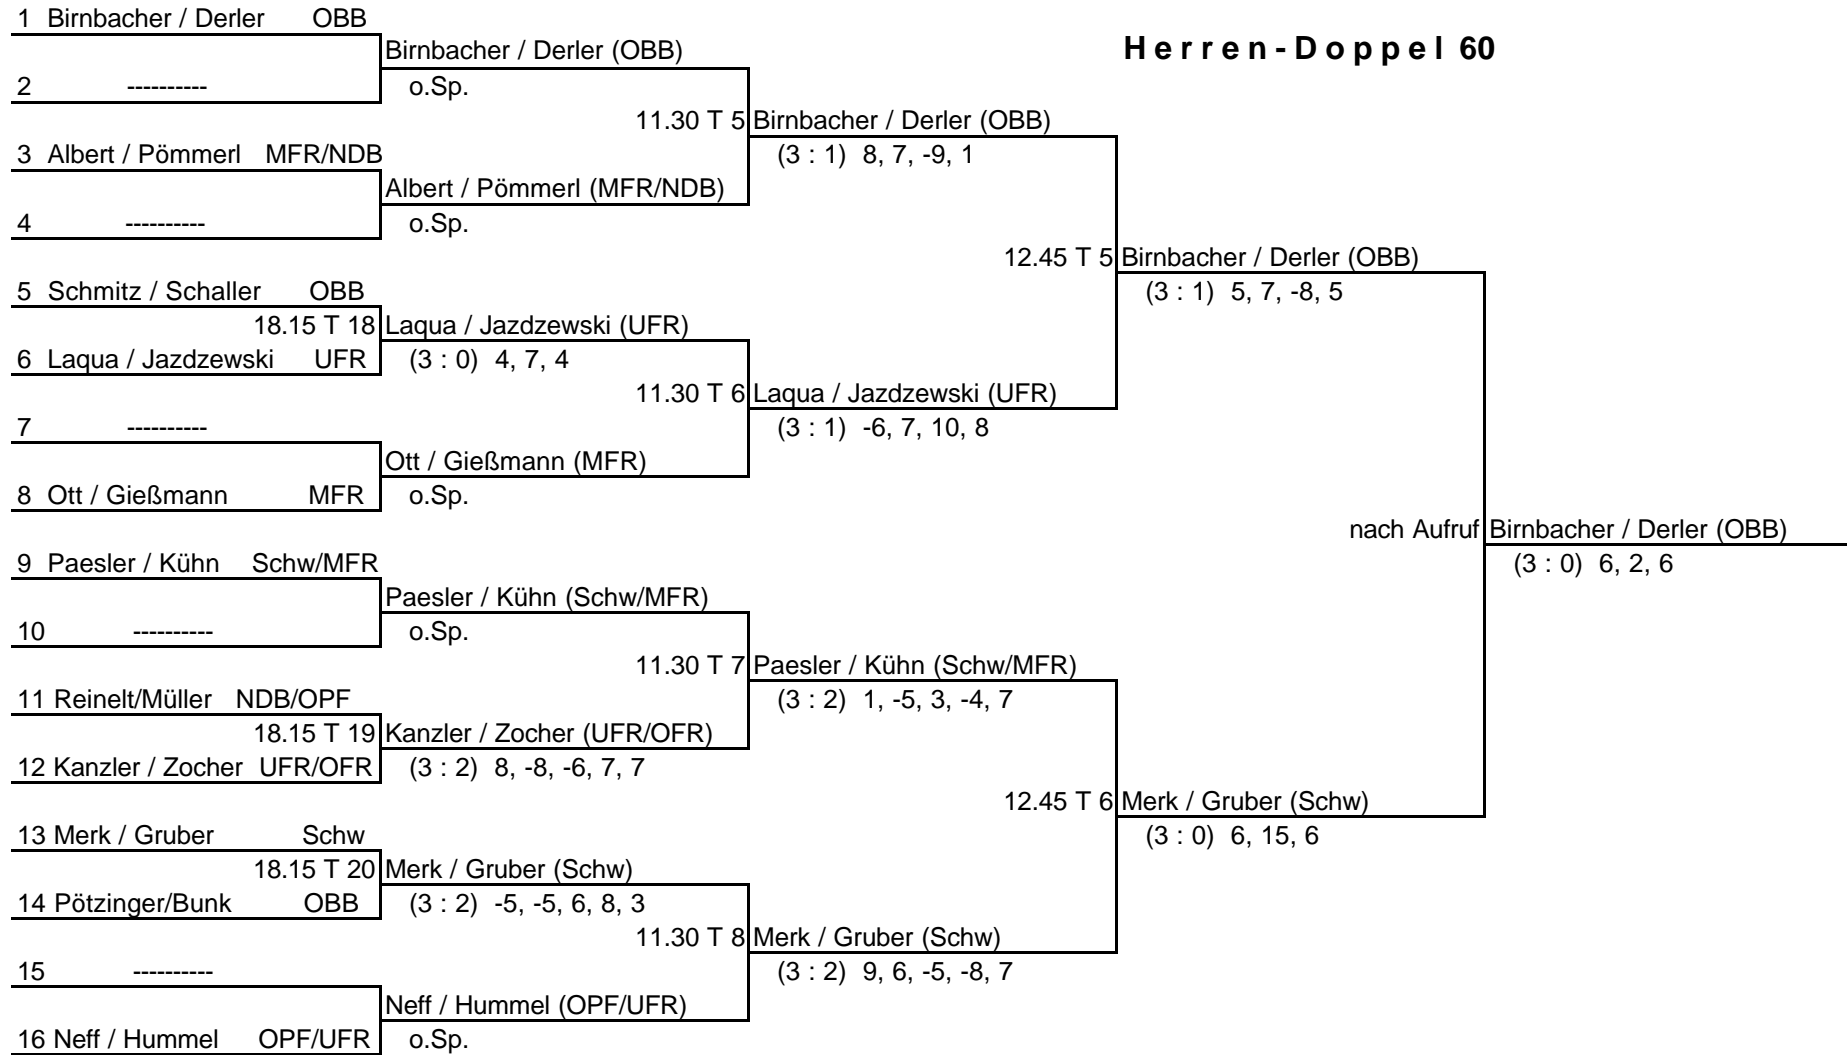 1 Birnbacher / Derler OBB
Birnbacher / Derler (OBB)
Herren-Doppel 60
2 ----------
o.Sp.
11.30 T 5 Birnbacher / Derler (OBB)
3 Albert / Pömmerl MFR/NDB
(3 : 1) 8, 7, -9, 1
Albert / Pömmerl (MFR/NDB)
4 ----------
o.Sp.
12.45 T 5 Birnbacher / Derler (OBB)
5 Schmitz / Schaller OBB
(3 : 1) 5, 7, -8, 5
18.15 T 18 Laqua / Jazdzewski (UFR)
6 Laqua / Jazdzewski UFR
(3 : 0) 4, 7, 4
11.30 T 6 Laqua / Jazdzewski (UFR)
7 ----------
(3 : 1) -6, 7, 10, 8
Ott / Gießmann (MFR)
8 Ott / Gießmann MFR
o.Sp.
nach Aufruf Birnbacher / Derler (OBB)
9 Paesler / Kühn Schw/MFR
(3 : 0) 6, 2, 6
Paesler / Kühn (Schw/MFR)
10 ----------
o.Sp.
11.30 T 7 Paesler / Kühn (Schw/MFR)
11 Reinelt/Müller NDB/OPF
(3 : 2) 1, -5, 3, -4, 7
18.15 T 19 Kanzler / Zocher (UFR/OFR)
12 Kanzler / Zocher UFR/OFR
(3 : 2) 8, -8, -6, 7, 7
12.45 T 6 Merk / Gruber (Schw)
13 Merk / Gruber Schw
(3 : 0) 6, 15, 6
18.15 T 20 Merk / Gruber (Schw)
14 Pötzinger/Bunk OBB
(3 : 2) -5, -5, 6, 8, 3
11.30 T 8 Merk / Gruber (Schw)
15 ----------
(3 : 2) 9, 6, -5, -8, 7
Neff / Hummel (OPF/UFR)
16 Neff / Hummel OPF/UFR
o.Sp.